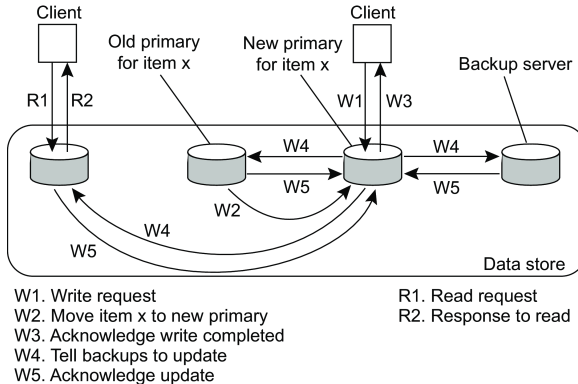 Client
Client
Old primary
for item x
New primary
for item x
Backup server
R1
R2
W1
W3
W4
W4
W5
W5
W2
W4
W5
Data store
W1. Write request
W2. Move item x to new primary
W3. Acknowledge write completed
W4. Tell backups to update
W5. Acknowledge update
R1. Read request
R2. Response to read